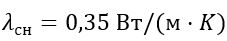 λсн = 0,35 Вт/(м · K)